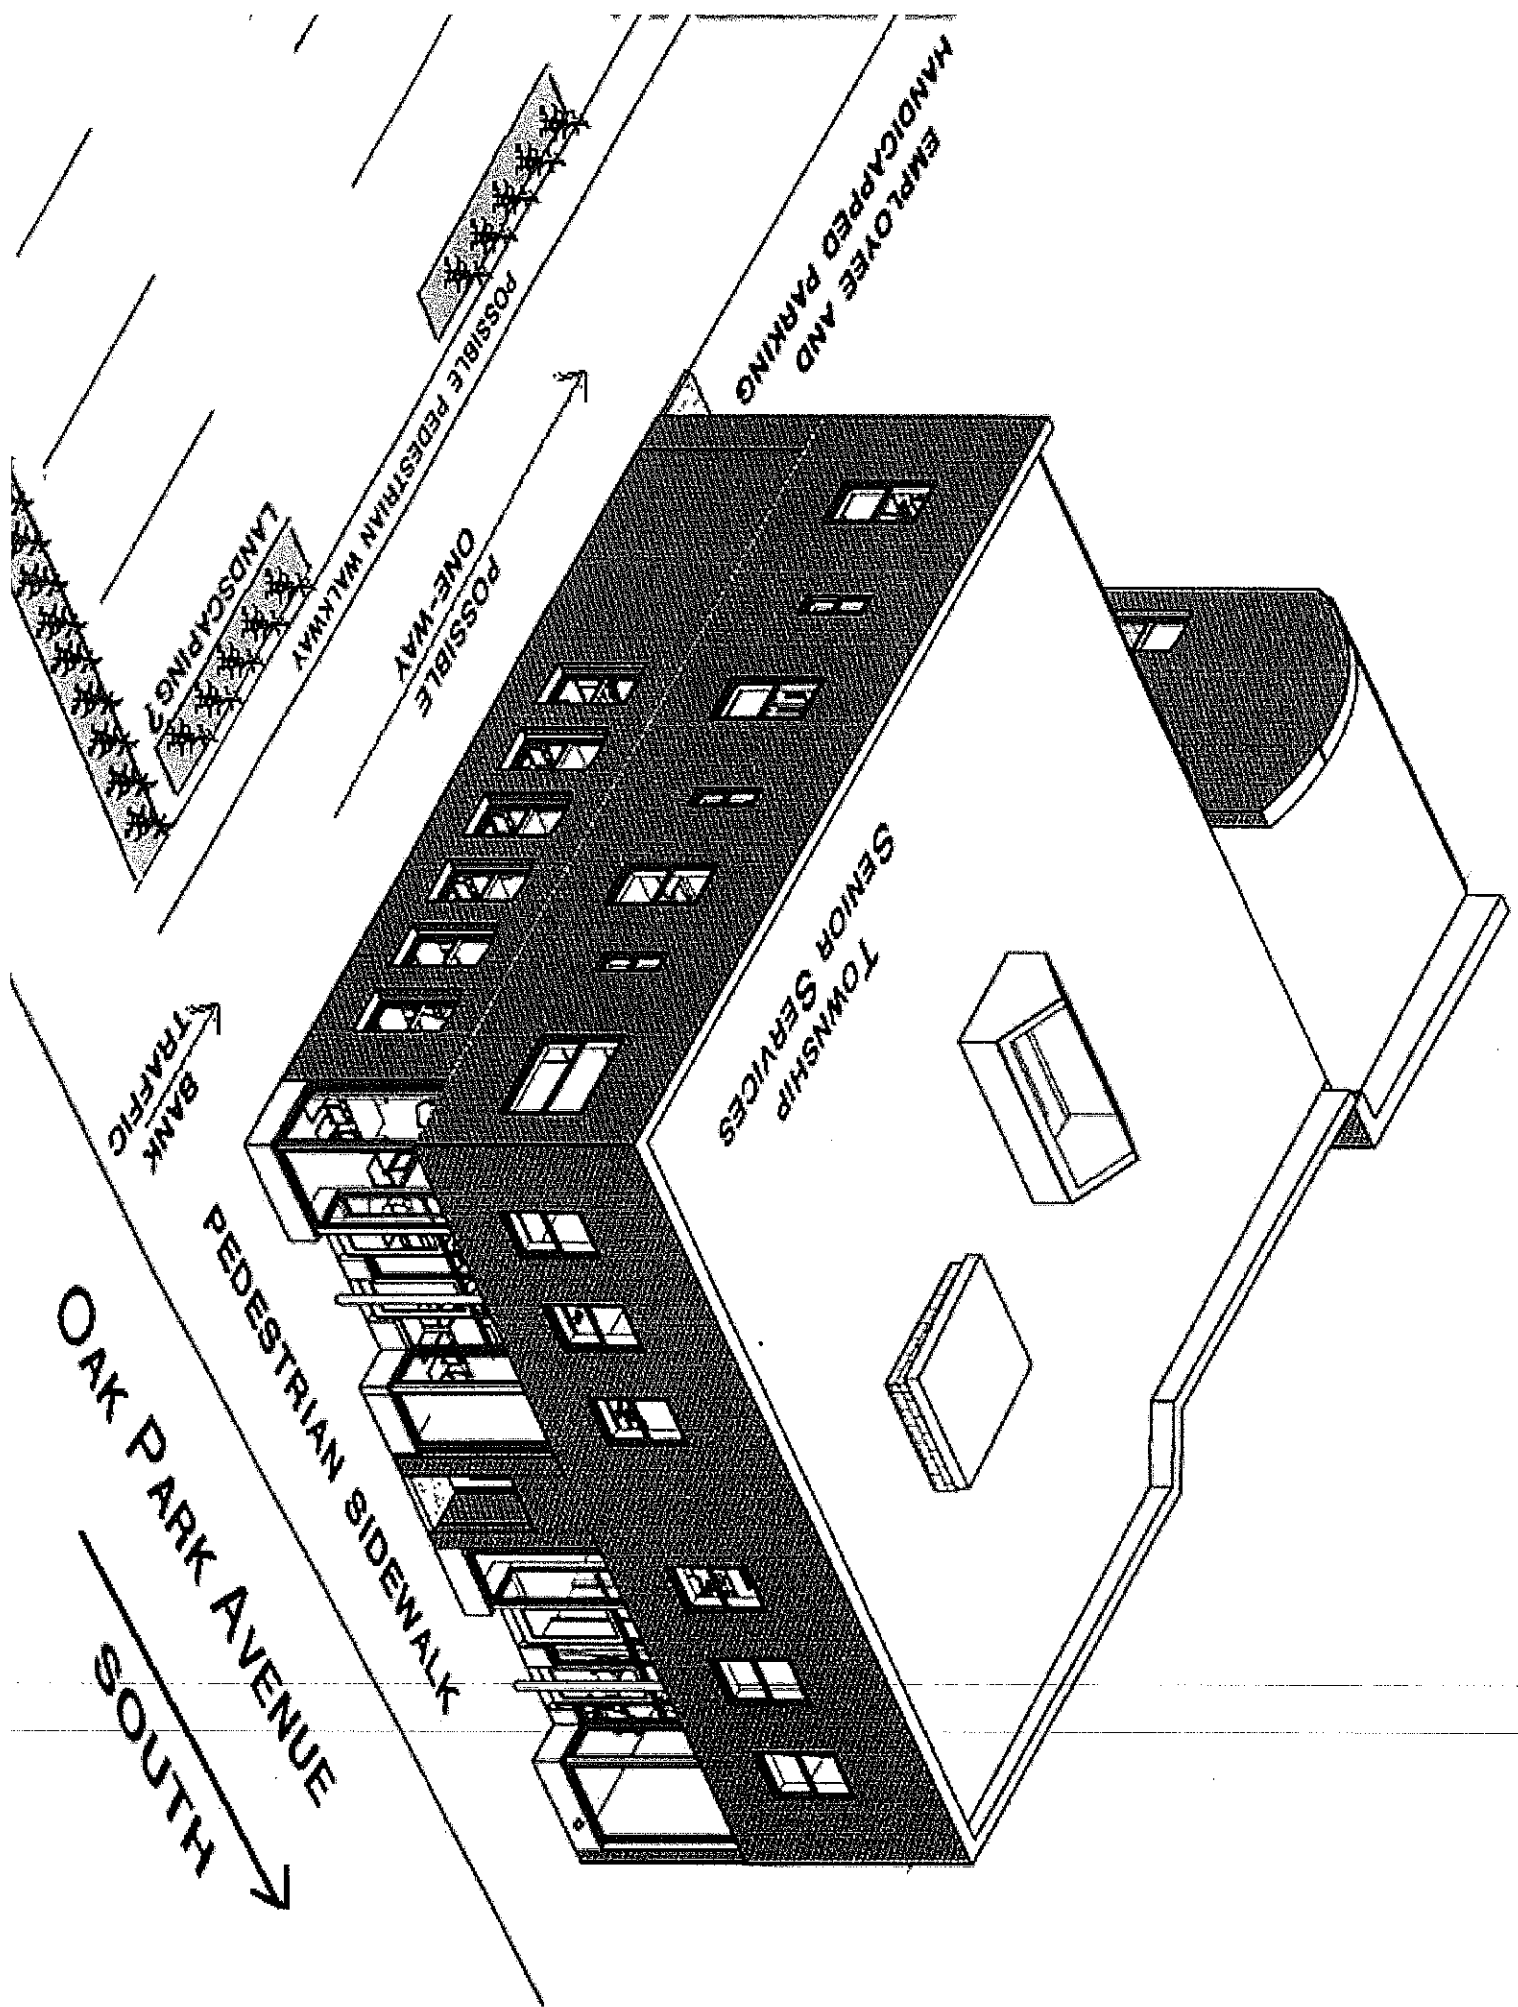 EMPLOYEE AND
HANDICAPPED PARKING
POSSIBLE PEDESTRIAN WALKWAY
POSSIBLE
ONE-WAY
LANDSCAPING?
TOWNSHIP
SENIOR SERVICES
BANK
TRAFFIC
PEDESTRIAN SIDEWALK
OAK PARK AVENUE
SOUTH